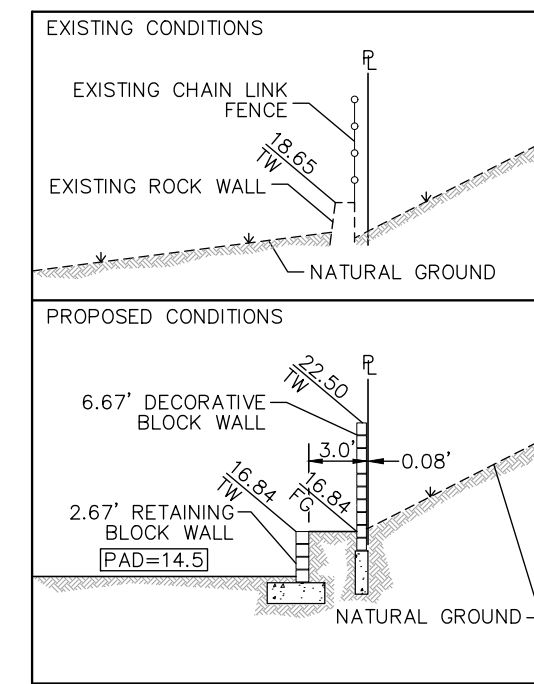 EXISTING CONDITIONS
℄
EXISTING CHAIN LINK
FENCE
18.65
TW
EXISTING ROCK WALL
NATURAL GROUND
PROPOSED CONDITIONS
℄
22.50
TW
6.67' DECORATIVE
BLOCK WALL
3.0'
0.08'
16.84
TW
16.84
FG
2.67' RETAINING
BLOCK WALL
PAD=14.5
NATURAL GROUND